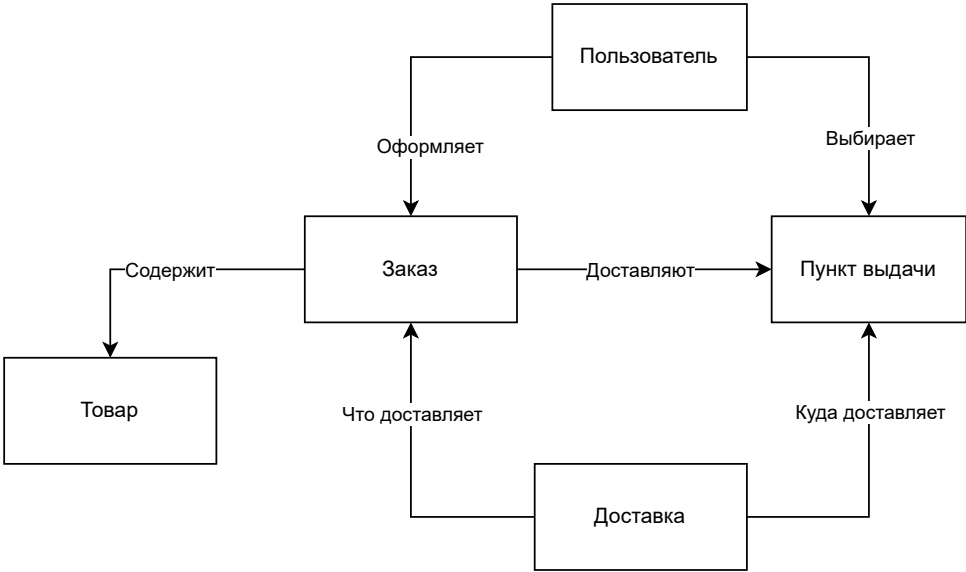 Пользователь
Оформляет
Выбирает
Содержит
Заказ
Доставляют
Пункт выдачи
Товар
Что доставляет
Куда доставляет
Доставка